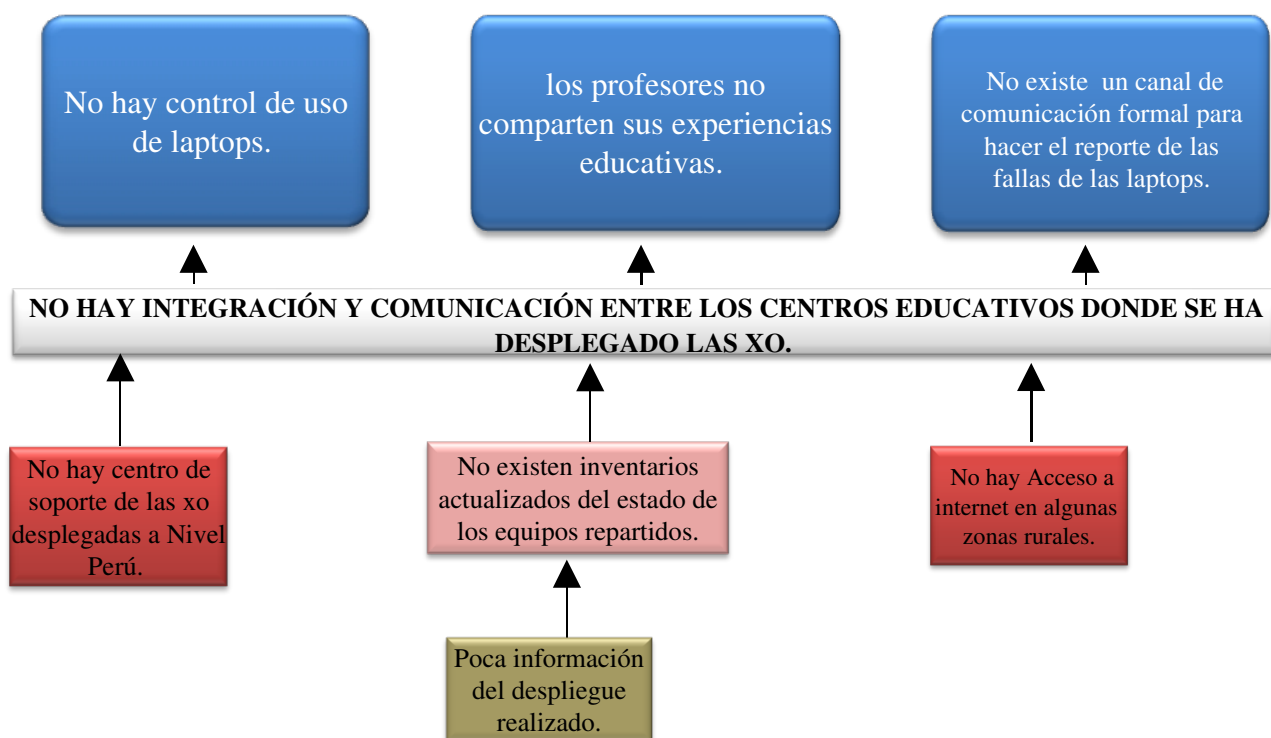 No hay control de uso
de laptops.
los profesores no
comparten sus experiencias
educativas.
No existe un canal de
comunicación formal para
hacer el reporte de las
fallas de las laptops.
NO HAY INTEGRACIÓN Y COMUNICACIÓN ENTRE LOS CENTROS EDUCATIVOS DONDE SE HA
DESPLEGADO LAS XO.
No hay centro de
soporte de las xo
desplegadas a Nivel
Perú.
No existen inventarios
actualizados del estado de
los equipos repartidos.
No hay Acceso a
internet en algunas
zonas rurales.
Poca información
del despliegue
realizado.